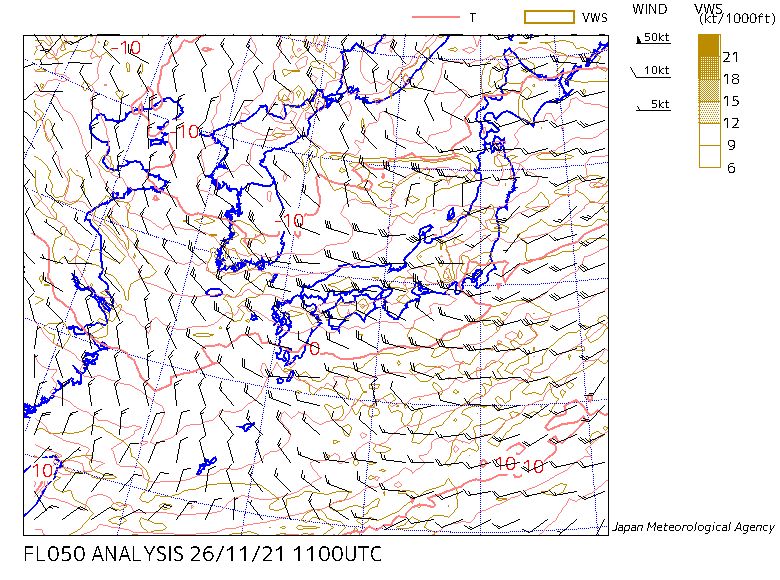 T
VWS
WIND
VWS
(kt/1000ft)
50kt
10kt
5kt
21
18
15
12
9
6
-10
-10
-10
0
10
10
10
Japan Meteorological Agency
FL050 ANALYSIS 26/11/21 1100UTC